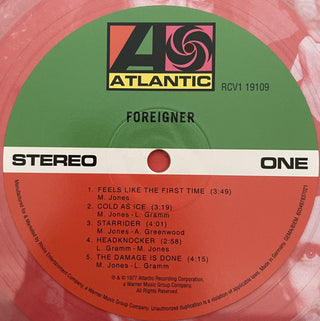 ATLANTIC
RCV1 19109
FOREIGNER
STEREO
ONE
1. FEELS LIKE THE FIRST TIME (3:49)
M. Jones
2. COLD AS ICE (3:19)
M. Jones-L. Gramm
3. STARRIDER (4:01)
M. Jones-A. Greenwood
4. HEADKNOCKER (2:58)
L. Gramm-M. Jones
5. THE DAMAGE IS DONE (4:15)
M. Jones-L. Gramm
℗ & © 1977 Atlantic Recording Corporation,
a Warner Music Group Company.
All Rights Reserved.